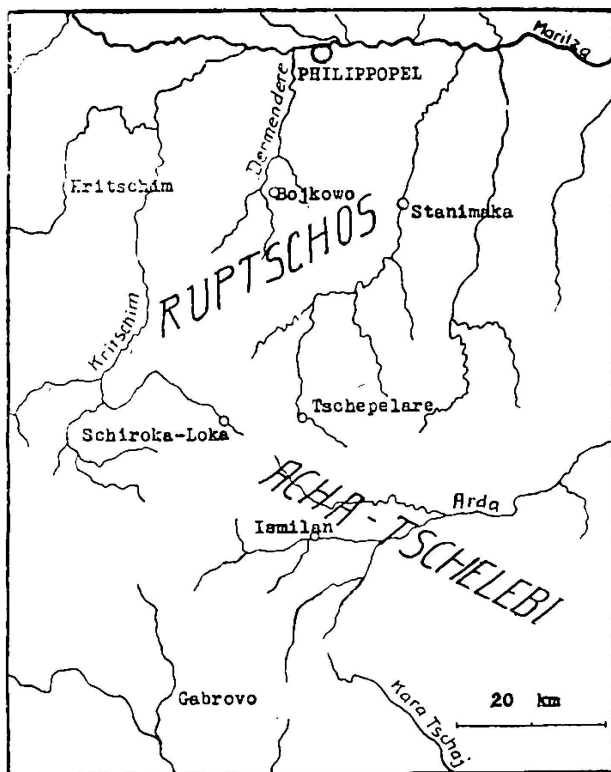 Maritza
PHILIPPOPEL
Dermendere
Kritschim
Bojkowo
Stanimaka
RUPTSCHOS
Kritschim
Tschepelare
Schiroka-Loka
ACHA-TSCHELEBI
Arda
Ismilan
Gabrovo
Kara Tschaj
20 km